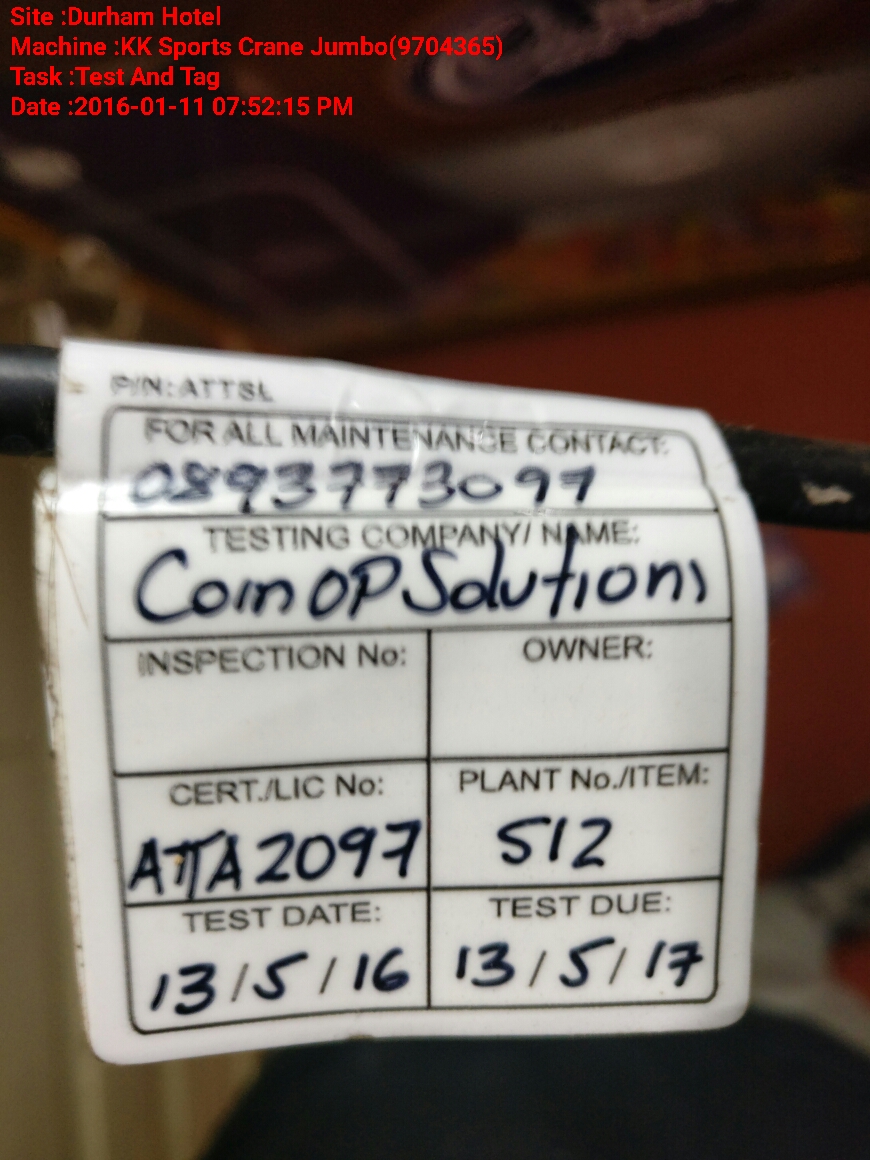 Site :Durham Hotel
Machine :KK Sports Crane Jumbo(9704365)
Task :Test And Tag
Date :2016-01-11 07:52:15 PM
P/N:ATTSL
FOR ALL MAINTENANCE CONTACT:
0893773097
TESTING COMPANY/ NAME:
Coin OP Solutions
INSPECTION No:
OWNER:
CERT./LIC No:
PLANT No./ITEM:
ATTA2097
512
TEST DATE:
TEST DUE:
13/5/16
13/5/17